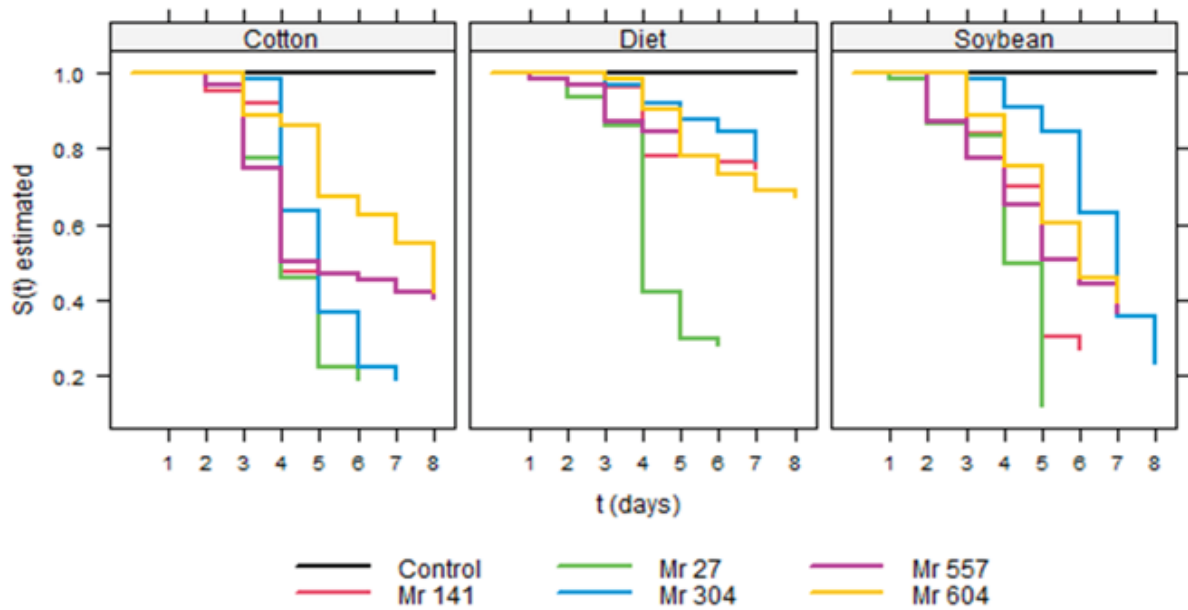 Cotton Diet Soybean
1.0
0.8
0.6
0.4
0.2
S(t) estimated
1 2 3 4 5 6 7 8 1 2 3 4 5 6 7 8 1 2 3 4 5 6 7 8
t (days)
Control Mr 27 Mr 557
Mr 141 Mr 304 Mr 604